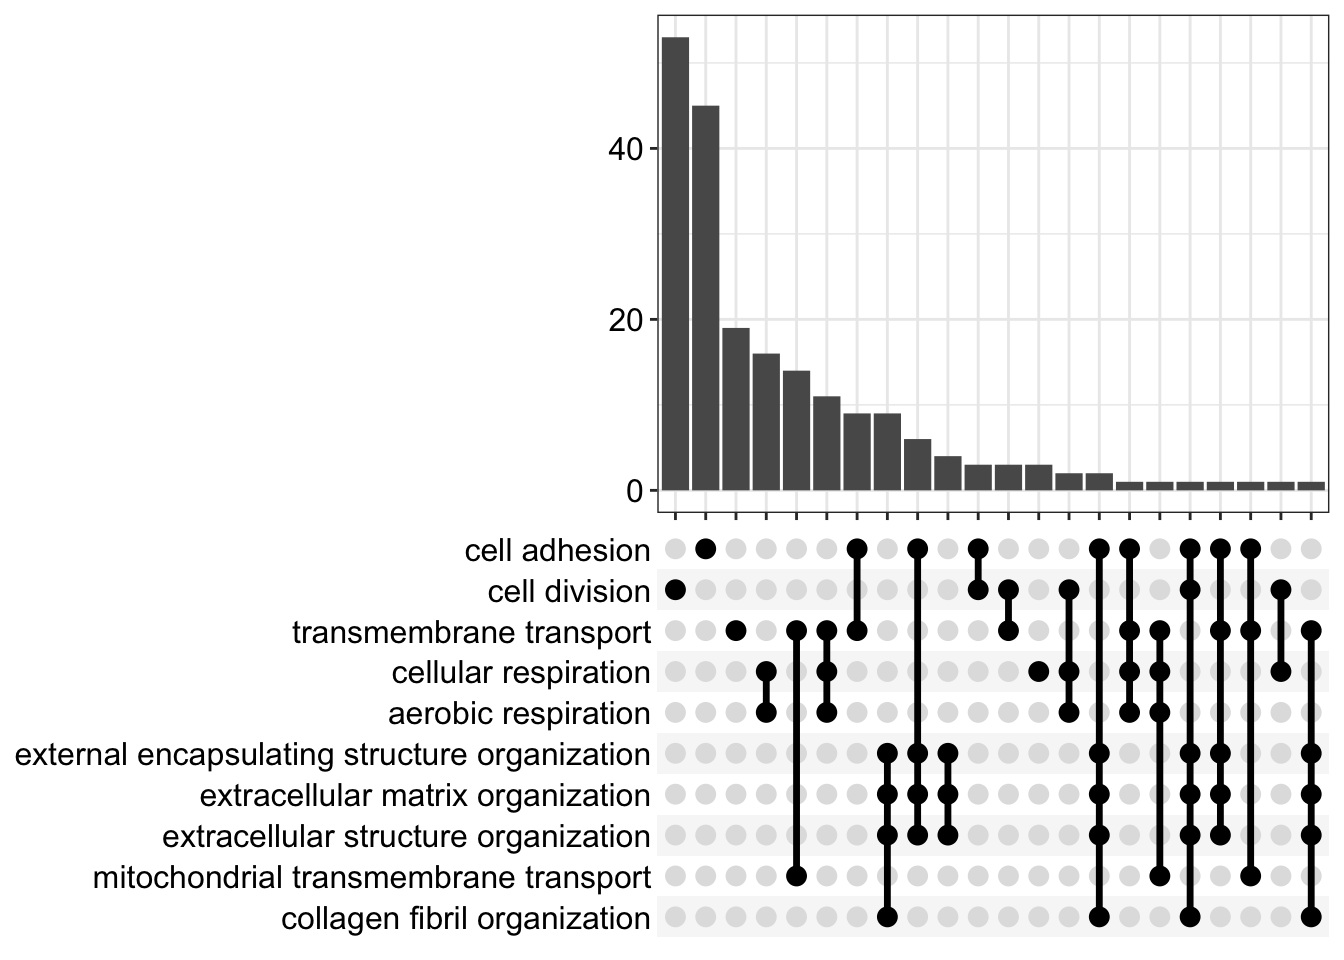 40
20
0
cell adhesion
cell division
transmembrane transport
cellular respiration
aerobic respiration
external encapsulating structure organization
extracellular matrix organization
extracellular structure organization
mitochondrial transmembrane transport
collagen fibril organization